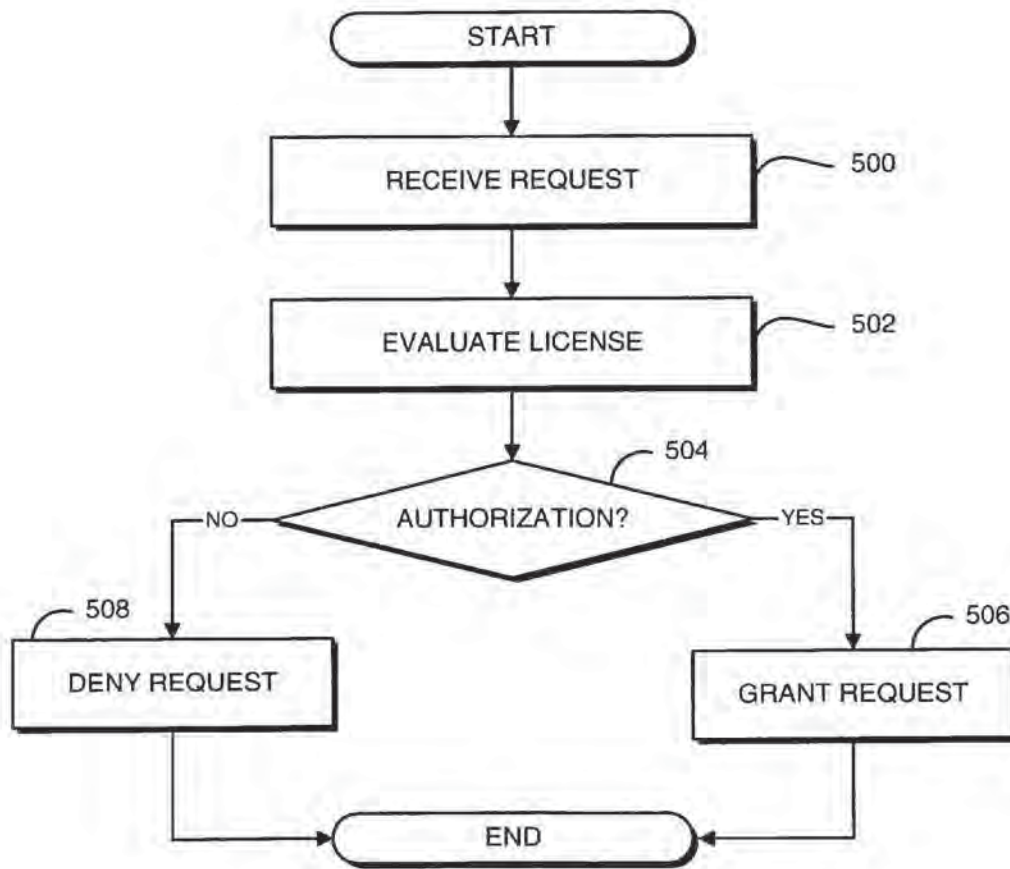 START
RECEIVE REQUEST
500
EVALUATE LICENSE
502
504
AUTHORIZATION?
NO
YES
508
DENY REQUEST
506
GRANT REQUEST
END